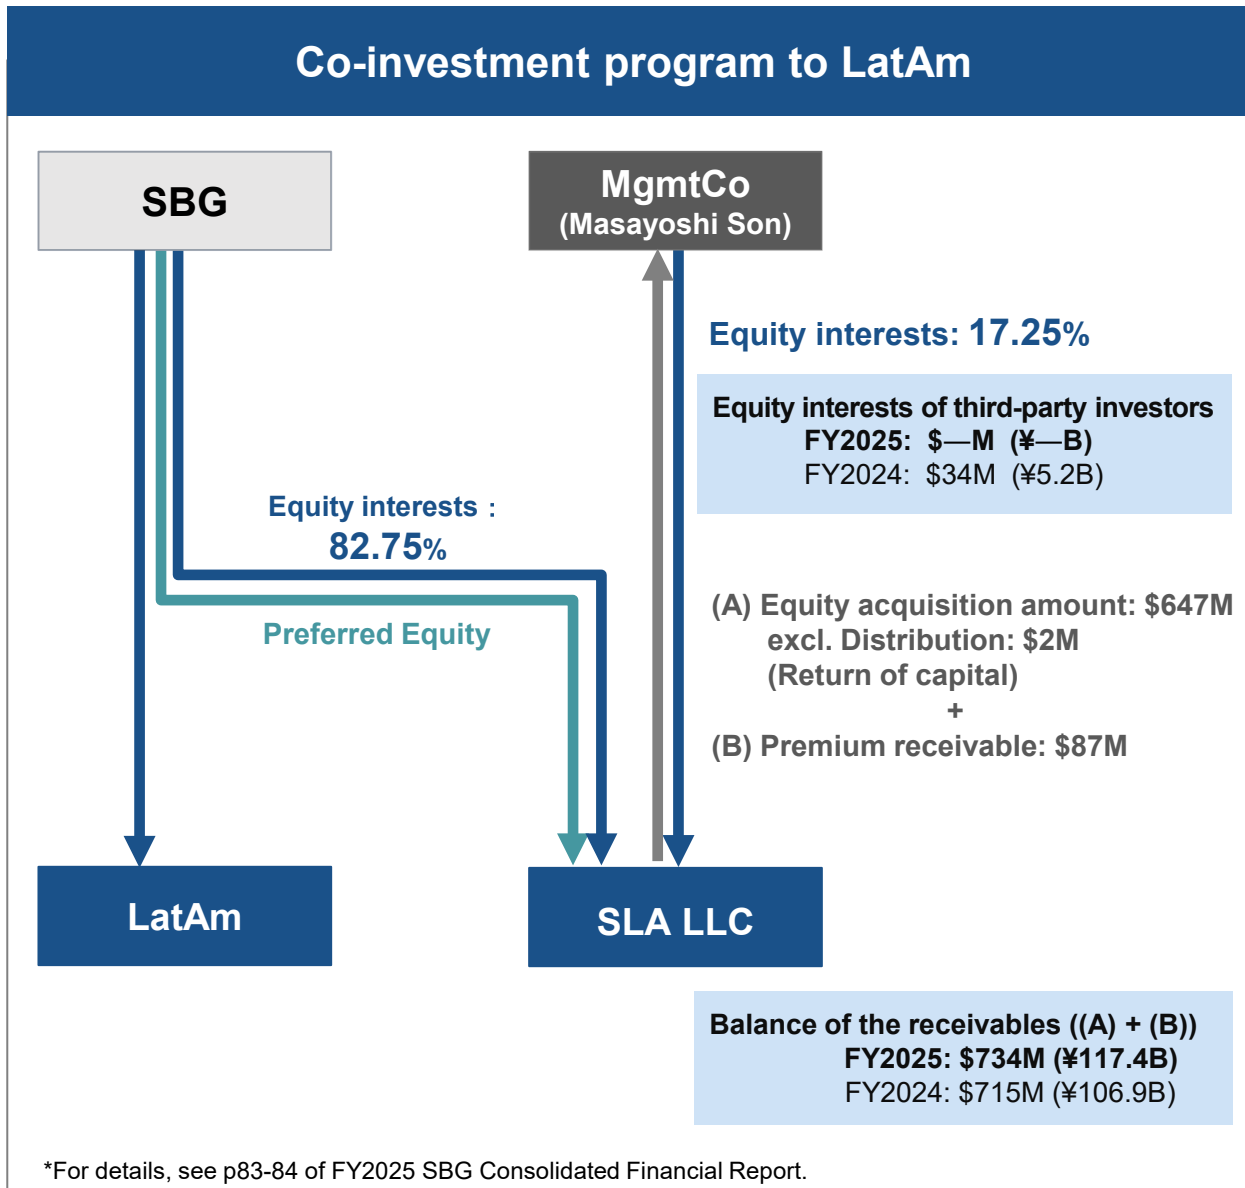 Co-investment program to LatAm
SBG
MgmtCo
(Masayoshi Son)
Equity interests: 17.25%
Equity interests of third-party investors
FY2025: $—M (¥—B)
FY2024: $34M (¥5.2B)
Equity interests :
82.75%
Preferred Equity
(A) Equity acquisition amount: $647M
excl. Distribution: $2M
(Return of capital)
+
(B) Premium receivable: $87M
LatAm
SLA LLC
Balance of the receivables ((A) + (B))
FY2025: $734M (¥117.4B)
FY2024: $715M (¥106.9B)
*For details, see p83-84 of FY2025 SBG Consolidated Financial Report.